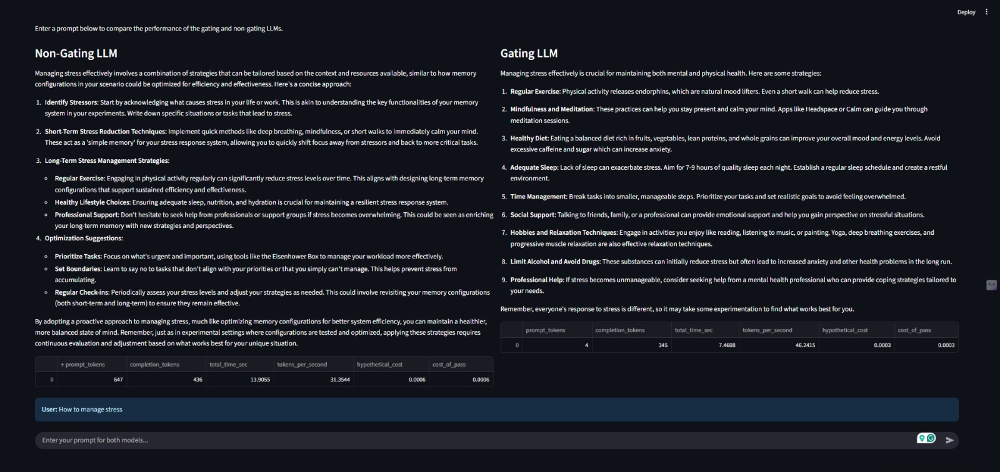 Deploy
Enter a prompt below to compare the performance of the gating and non-gating LLMs.
Non-Gating LLM
Managing stress effectively involves a combination of strategies that can be tailored based on the context and resources available, similar to how memory
configurations in your scenario could be optimized for efficiency and effectiveness. Here's a concise approach:
1. Identify Stressors: Start by acknowledging what causes stress in your life or work. This is akin to understanding the key functionalities of your memory
system in your experiments. Write down specific situations or tasks that lead to stress.
2. Short-Term Stress Reduction Techniques: Implement quick methods like deep breathing, mindfulness, or short walks to immediately calm your mind.
These act as a 'simple memory' for your stress response system, allowing you to quickly shift focus away from stressors and back to more critical tasks.
3. Long-Term Stress Management Strategies:
Regular Exercise: Engaging in physical activity regularly can significantly reduce stress levels over time. This aligns with designing long-term memory
configurations that support sustained efficiency and effectiveness.
Healthy Lifestyle Choices: Ensuring adequate sleep, nutrition, and hydration is crucial for maintaining a resilient stress response system.
Professional Support: Don't hesitate to seek help from professionals or support groups if stress becomes overwhelming. This could be seen as enriching
your long-term memory with new strategies and perspectives.
4. Optimization Suggestions:
Prioritize Tasks: Focus on what's urgent and important, using tools like the Eisenhower Box to manage your workload more effectively.
Set Boundaries: Learn to say no to tasks that don't align with your priorities or that you simply can't manage. This helps prevent stress from
accumulating.
Regular Check-ins: Periodically assess your stress levels and adjust your strategies as needed. This could involve revisiting your memory configurations
(both short-term and long-term) to ensure they remain effective.
By adopting a proactive approach to managing stress, much like optimizing memory configurations for better system efficiency, you can maintain a healthier,
more balanced state of mind. Remember, just as in experimental settings where configurations are tested and optimized, applying these strategies requires
continuous evaluation and adjustment based on what works best for your unique situation.
↑ prompt_tokens completion_tokens total_time_sec tokens_per_second hypothetical_cost cost_of_pass
0 647 436 13.9055 31.3544 0.0006 0.0006
Gating LLM
Managing stress effectively is crucial for maintaining both mental and physical health. Here are some strategies:
1. Regular Exercise: Physical activity releases endorphins, which are natural mood lifters. Even a short walk can help reduce stress.
2. Mindfulness and Meditation: These practices can help you stay present and calm your mind. Apps like Headspace or Calm can guide you through
meditation sessions.
3. Healthy Diet: Eating a balanced diet rich in fruits, vegetables, lean proteins, and whole grains can improve your overall mood and energy levels. Avoid
excessive caffeine and sugar which can increase anxiety.
4. Adequate Sleep: Lack of sleep can exacerbate stress. Aim for 7-9 hours of quality sleep each night. Establish a regular sleep schedule and create a restful
environment.
5. Time Management: Break tasks into smaller, manageable steps. Prioritize your tasks and set realistic goals to avoid feeling overwhelmed.
6. Social Support: Talking to friends, family, or a professional can provide emotional support and help you gain perspective on stressful situations.
7. Hobbies and Relaxation Techniques: Engage in activities you enjoy like reading, listening to music, or painting. Yoga, deep breathing exercises, and
progressive muscle relaxation are also effective relaxation techniques.
8. Limit Alcohol and Avoid Drugs: These substances can initially reduce stress but often lead to increased anxiety and other health problems in the long run.
9. Professional Help: If stress becomes unmanageable, consider seeking help from a mental health professional who can provide coping strategies tailored to
your needs.
Remember, everyone's response to stress is different, so it may take some experimentation to find what works best for you.
prompt_tokens completion_tokens total_time_sec tokens_per_second hypothetical_cost cost_of_pass
0 4 345 7.4608 46.2415 0.0003 0.0003
User: How to manage stress
Enter your prompt for both models...